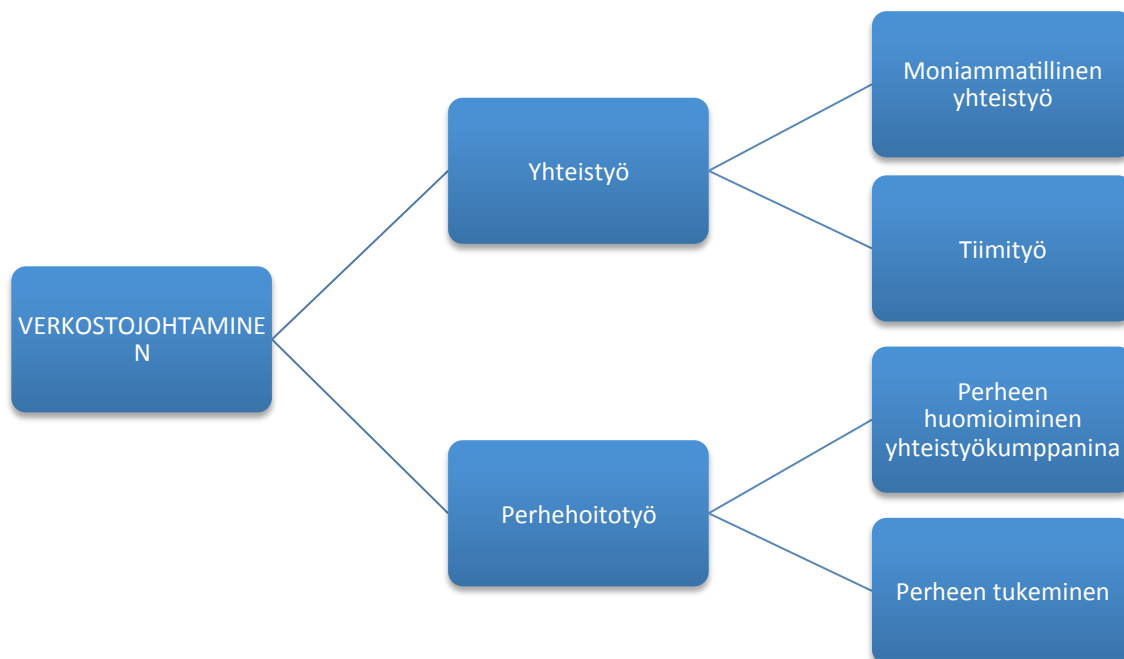 Moniammatillinen
yhteistyö
Yhteistyö
Tiimityö
VERKOSTOJOHTAMINE
N
Perheen
huomioiminen
yhteistyökumppanina
Perhehoitotyö
Perheen tukeminen